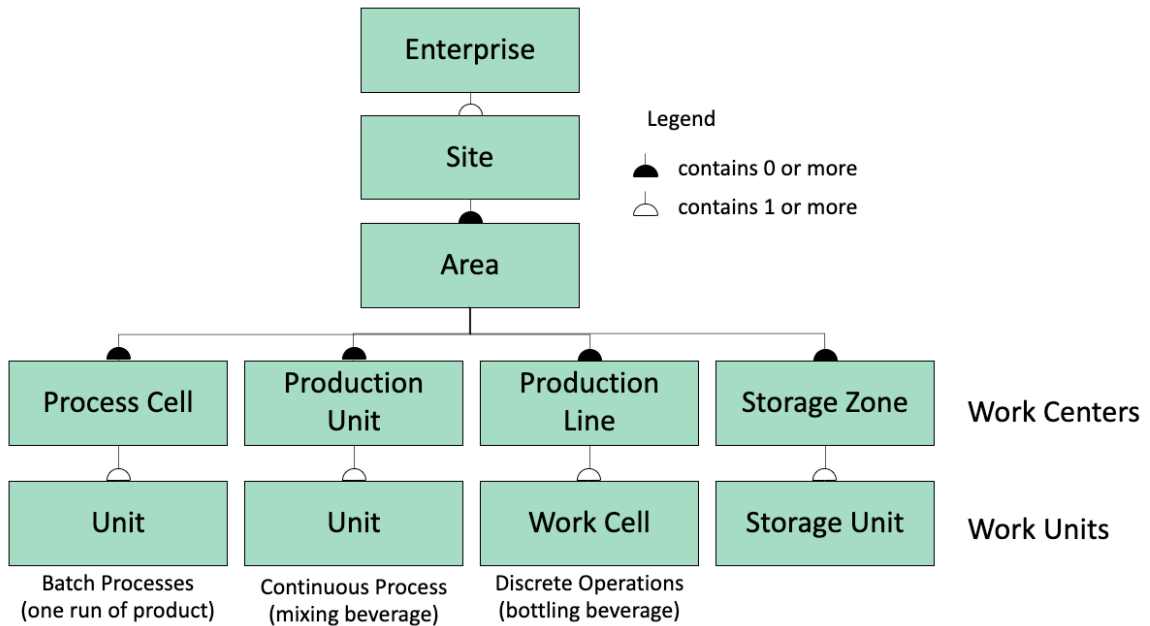 Enterprise
Site
Legend
contains 0 or more
contains 1 or more
Area
Process Cell
Production
Unit
Production
Line
Storage Zone
Work Centers
Unit
Unit
Work Cell
Storage Unit
Work Units
Batch Processes
(one run of product)
Continuous Process
(mixing beverage)
Discrete Operations
(bottling beverage)